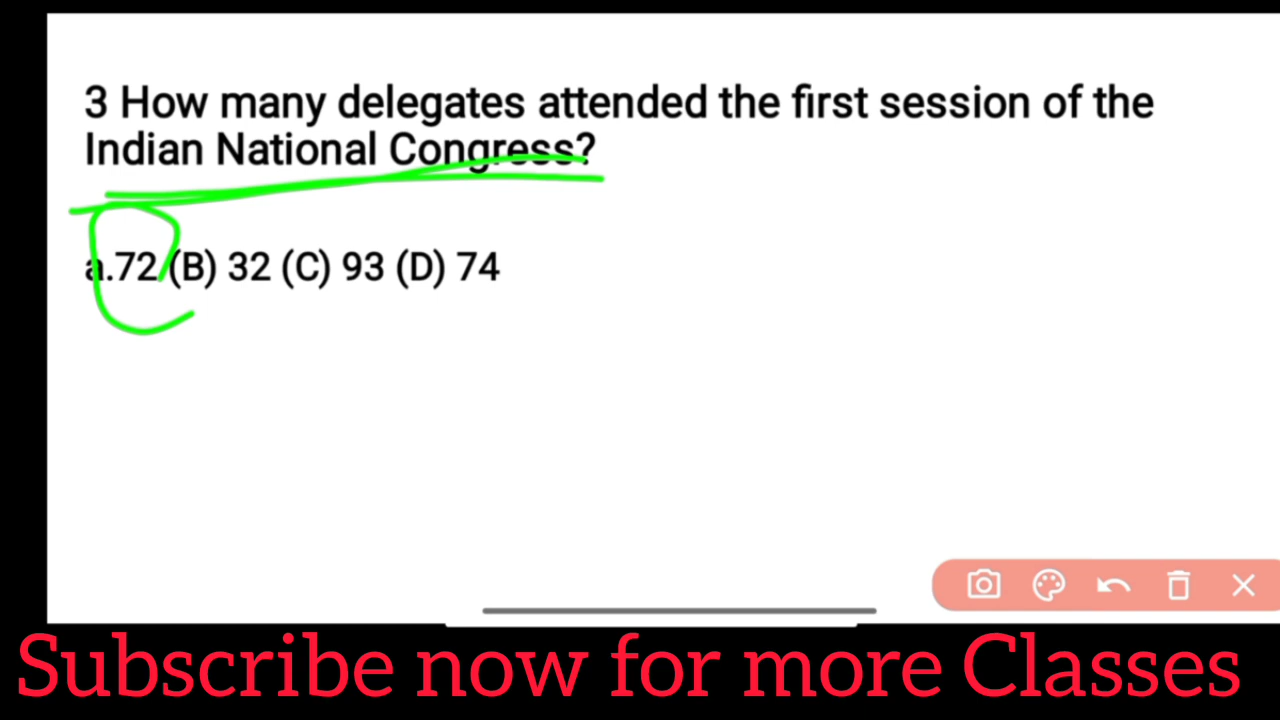 3 How many delegates attended the first session of the
Indian National Congress?
a.72 (B) 32 (C) 93 (D) 74
Subscribe now for more Classes